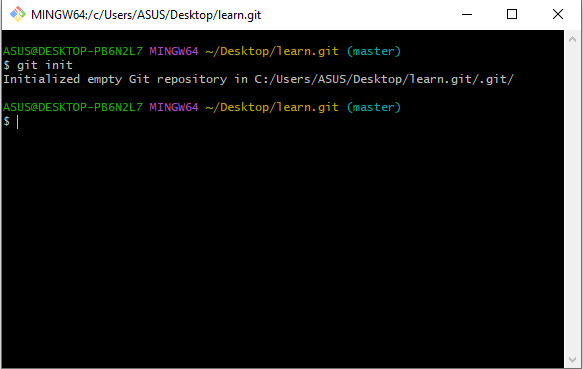 MINGW64:/c/Users/ASUS/Desktop/learn.git
ASUS@DESKTOP-PB6N2L7 MINGW64 ~/Desktop/learn.git (master)
$ git init
Initialized empty Git repository in C:/Users/ASUS/Desktop/learn.git/.git/
ASUS@DESKTOP-PB6N2L7 MINGW64 ~/Desktop/learn.git (master)
$